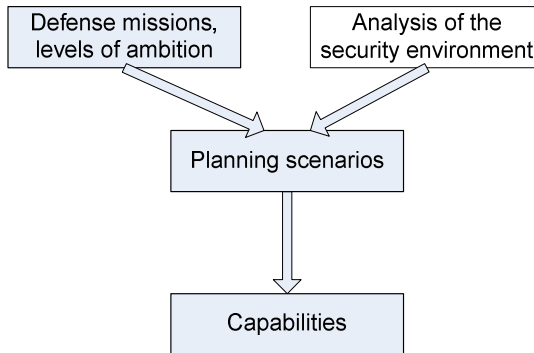 Defense missions,
levels of ambition
Analysis of the
security environment
Planning scenarios
Capabilities